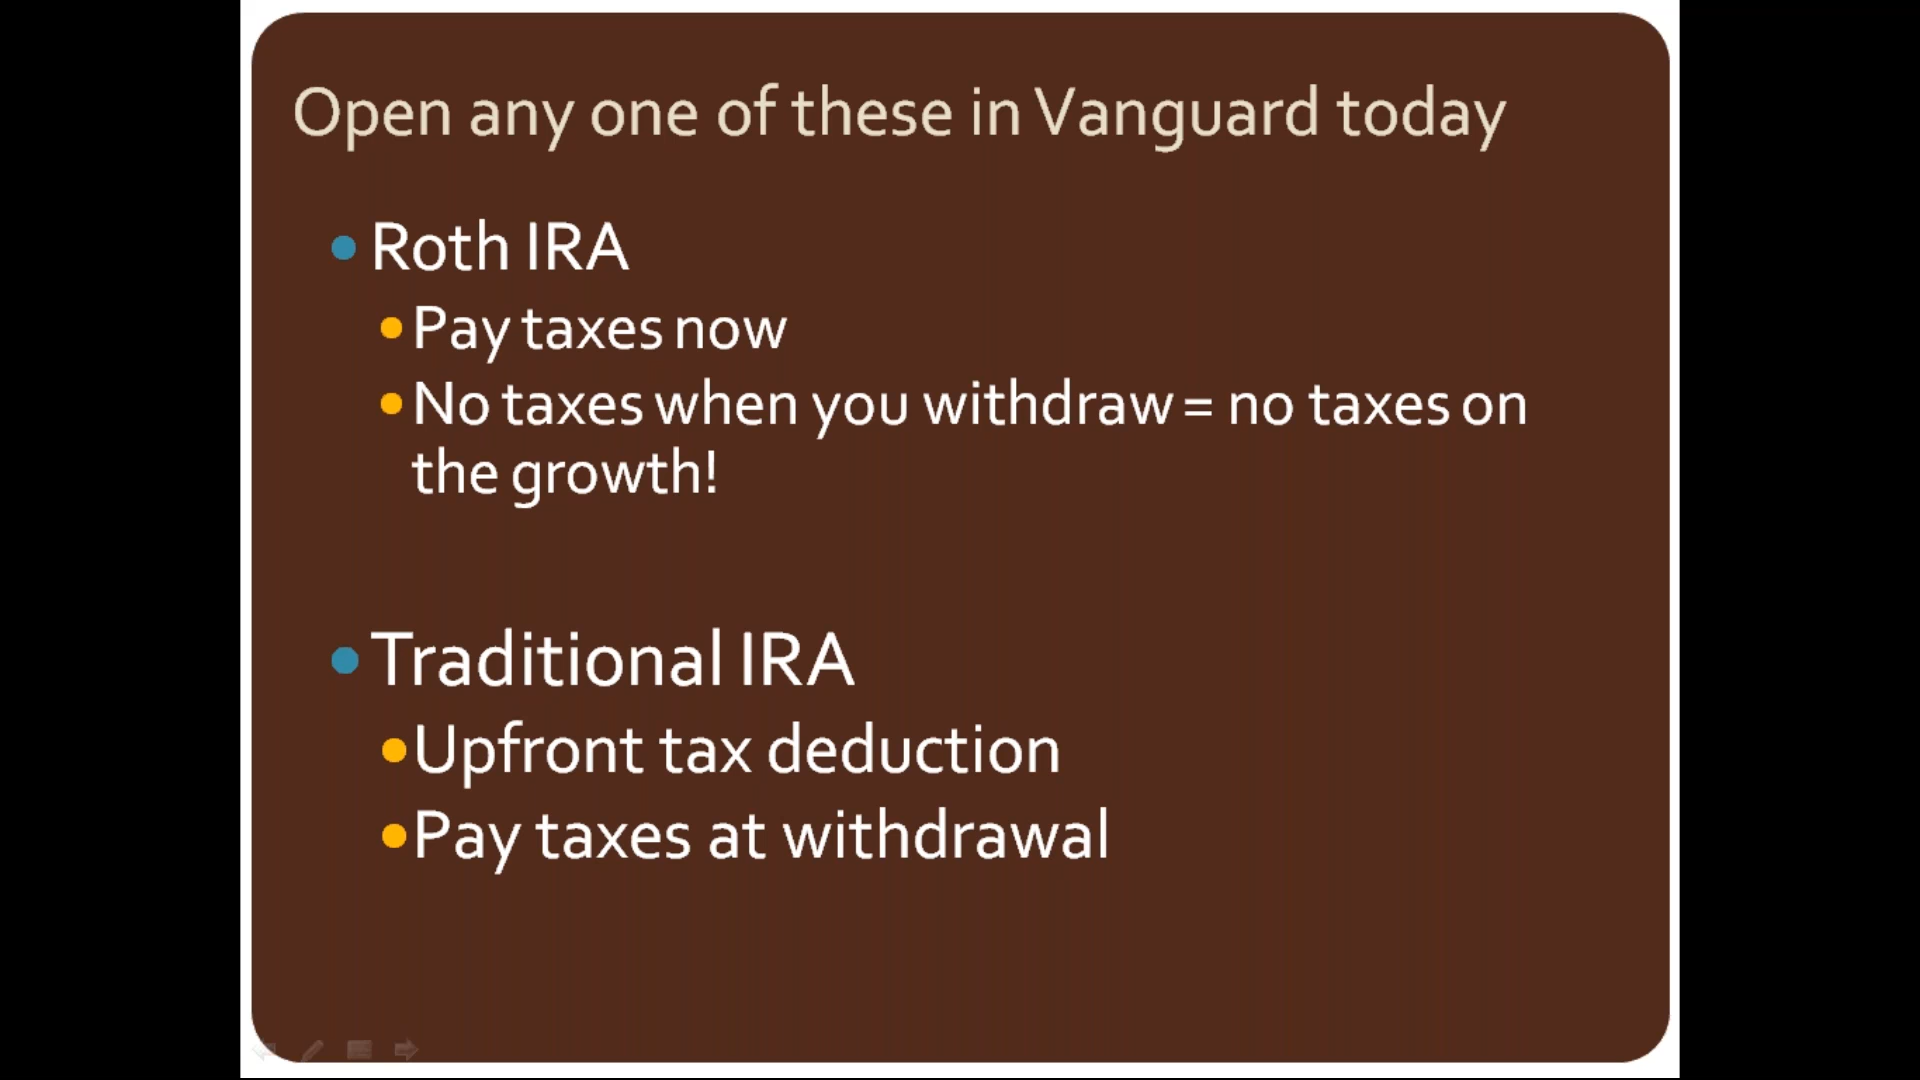 Open any one of these in Vanguard today
Roth IRA
Pay taxes now
No taxes when you withdraw = no taxes on
the growth!
Traditional IRA
Upfront tax deduction
Pay taxes at withdrawal